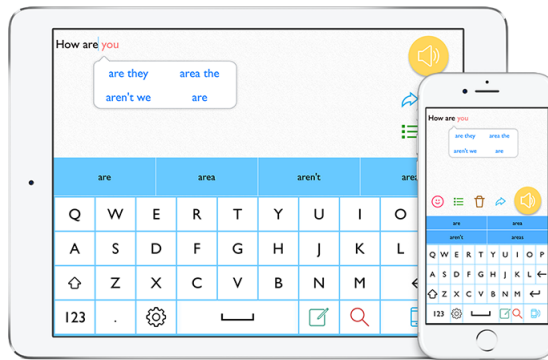 How are you
are they area the
aren't we are
are area aren't area
Q W E R T Y U I O
A S D F G H J K L
Z X C V B N M
123 .
How are you
are they area the
aren't we are
are area
aren't areas
Q W E R T Y U I O P
A S D F G H J K L
Z X C V B N M
123